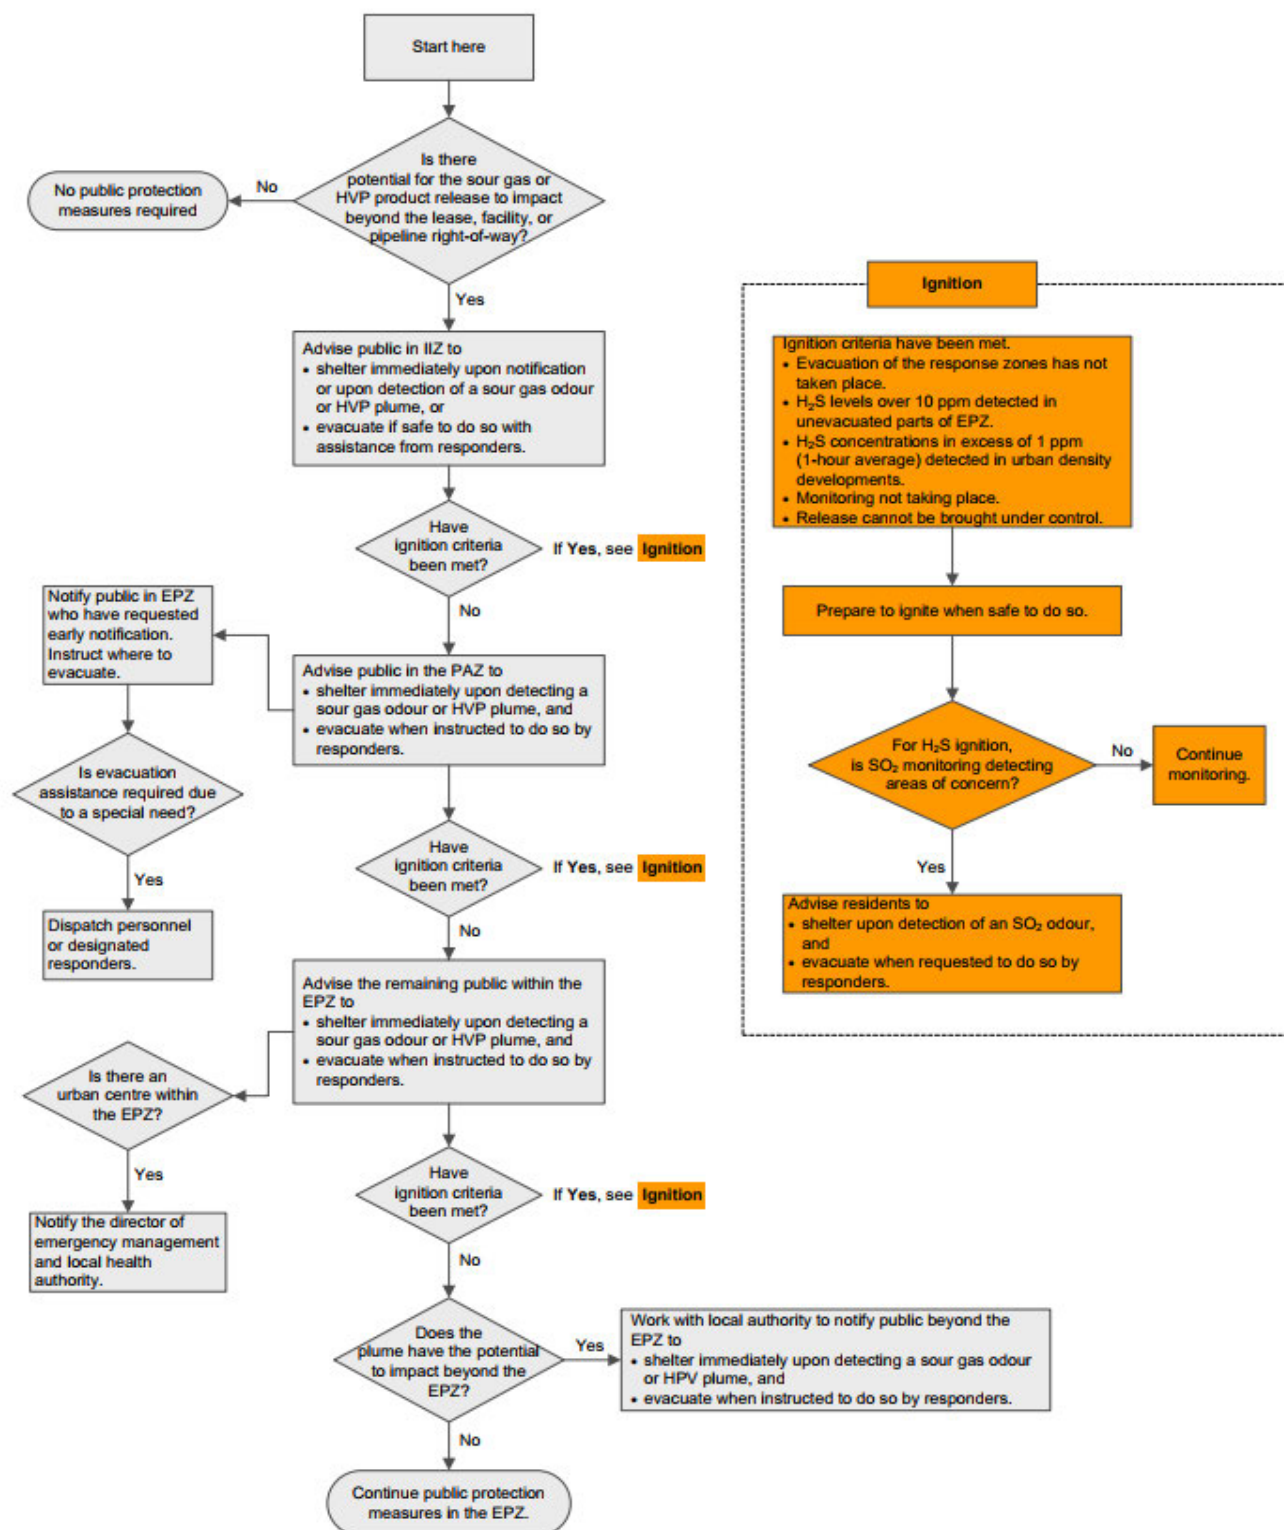 Start here
Is there
potential for the sour gas or
HVP product release to impact
beyond the lease, facility, or
pipeline right-of-way?
No
No public protection
measures required
Yes
Advise public in IIZ to
• shelter immediately upon notification
or upon detection of a sour gas odour
or HVP plume, or
• evacuate if safe to do so with
assistance from responders.
Have
ignition criteria
been met?
If Yes, see Ignition
No
Notify public in EPZ
who have requested
early notification.
Instruct where to
evacuate.
Advise public in the PAZ to
• shelter immediately upon detecting a
sour gas odour or HVP plume, and
• evacuate when instructed to do so by
responders.
Is evacuation
assistance required due
to a special need?
Yes
Dispatch personnel
or designated
responders.
Have
ignition criteria
been met?
If Yes, see Ignition
No
Advise the remaining public within the
EPZ to
• shelter immediately upon detecting a
sour gas odour or HVP plume, and
• evacuate when instructed to do so by
responders.
Is there an
urban centre within
the EPZ?
Yes
Notify the director of
emergency management
and local health
authority.
Have
ignition criteria
been met?
If Yes, see Ignition
No
Does the
plume have the potential
to impact beyond the
EPZ?
Yes
Work with local authority to notify public beyond the
EPZ to
• shelter immediately upon detecting a sour gas odour
or HPV plume, and
• evacuate when instructed to do so by responders.
No
Continue public protection
measures in the EPZ.
Ignition
Ignition criteria have been met.
• Evacuation of the response zones has not
taken place.
• H₂S levels over 10 ppm detected in
unevacuated parts of EPZ.
• H₂S concentrations in excess of 1 ppm
(1-hour average) detected in urban density
developments.
• Monitoring not taking place.
• Release cannot be brought under control.
Prepare to ignite when safe to do so.
For H₂S ignition,
is SO₂ monitoring detecting
areas of concern?
No
Continue
monitoring.
Yes
Advise residents to
• shelter upon detection of an SO₂ odour,
and
• evacuate when requested to do so by
responders.